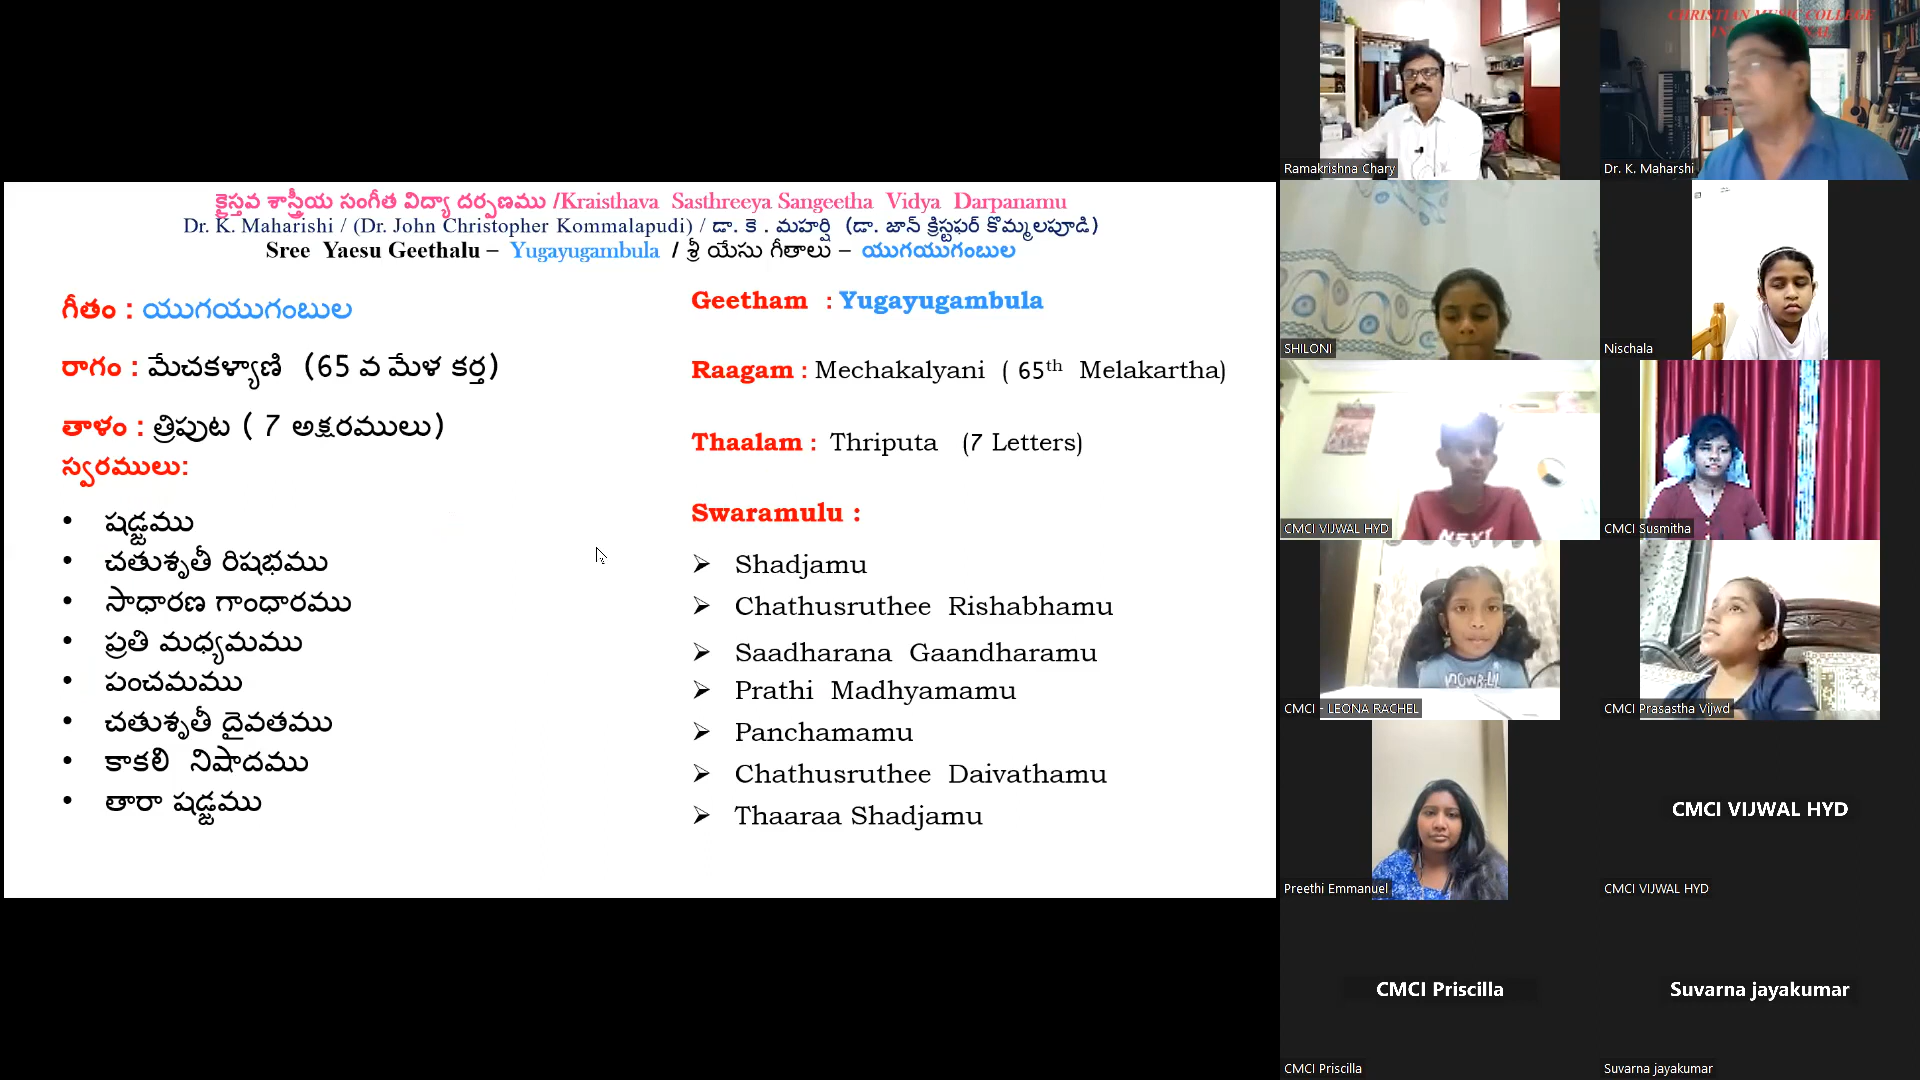 క్రైస్తవ శాస్త్రీయ సంగీత విద్యా దర్పణము /Kraisthava Sasthreeya Sangeetha Vidya Darpanamu
Dr. K. Maharishi / (Dr. John Christopher Kommalapudi) / డా. కె . మహర్షి (డా. జాన్ క్రిస్టఫర్ కొమ్మలపూడి)
Sree Yaesu Geethalu – Yugayugambula / శ్రీ యేసు గీతాలు – యుగయుగంబుల
గీతం : యుగయుగంబుల
రాగం : మేచకళ్యాణి (65 వ మేళ కర్త)
తాళం : త్రిపుట ( 7 అక్షరములు)
స్వరములు:
• షడ్జము
• చతుశృతీ రిషభము
• సాధారణ గాంధారము
• ప్రతి మధ్యమము
• పంచమము
• చతుశృతీ దైవతము
• కాకలి నిషాదము
• తారా షడ్జము
Geetham : Yugayugambula
Raagam : Mechakalyani ( 65th Melakartha)
Thaalam : Thriputa (7 Letters)
Swaramulu :
➢ Shadjamu
➢ Chathusruthee Rishabhamu
➢ Saadharana Gaandharamu
➢ Prathi Madhyamamu
➢ Panchamamu
➢ Chathusruthee Daivathamu
➢ Thaaraa Shadjamu
Ramakrishna Chary
CHRISTIAN MUSIC COLLEGE
Dr. K. Maharshi
SHILONI
Nischala
CMCI VIJWAL HYD
CMCI Susmitha
CMCI - LEONA RACHEL
CMCI Prasastha Vijwd
Preethi Emmanuel
CMCI VIJWAL HYD
CMCI VIJWAL HYD
CMCI Priscilla
CMCI Priscilla
Suvarna jayakumar
Suvarna jayakumar